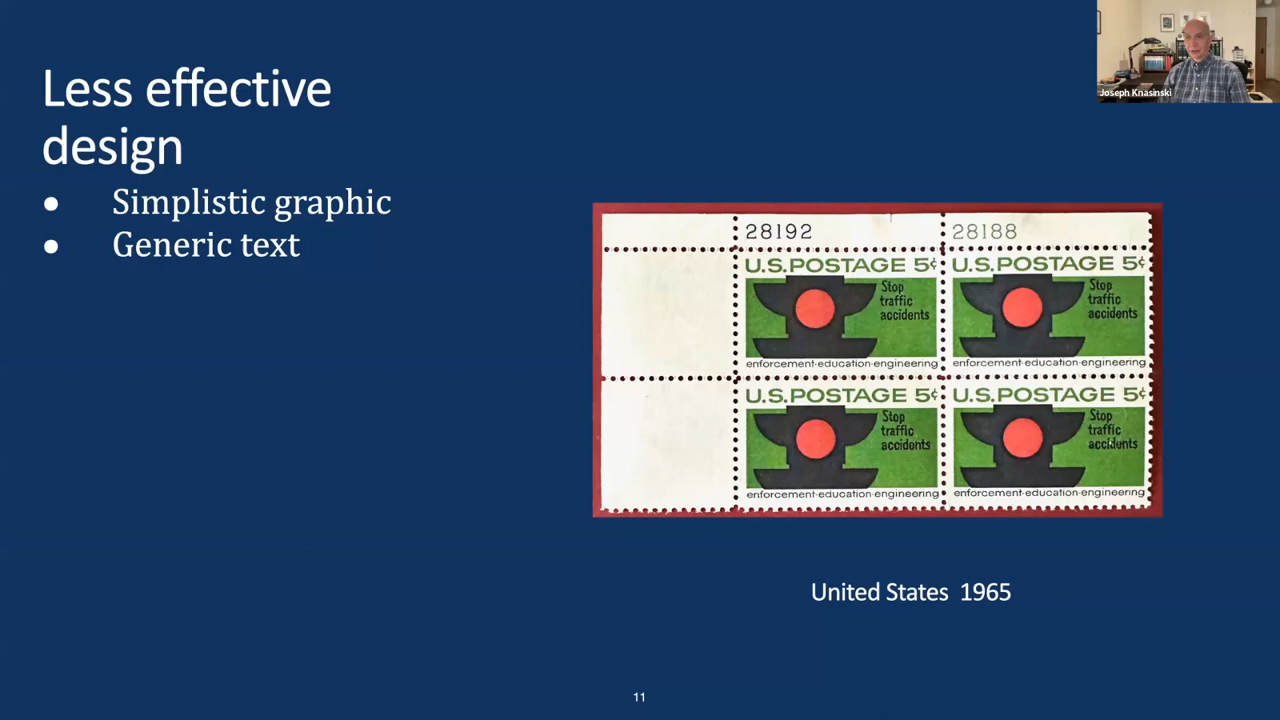 Less effective
design
● Simplistic graphic
● Generic text
Joseph Knasinski
28192
28188
U.S.POSTAGE 5¢
Stop
traffic
accidents
enforcement·education·engineering
U.S.POSTAGE 5¢
Stop
traffic
accidents
enforcement·education·engineering
U.S.POSTAGE 5¢
Stop
traffic
accidents
enforcement·education·engineering
U.S.POSTAGE 5¢
Stop
traffic
accidents
enforcement·education·engineering
United States 1965
11